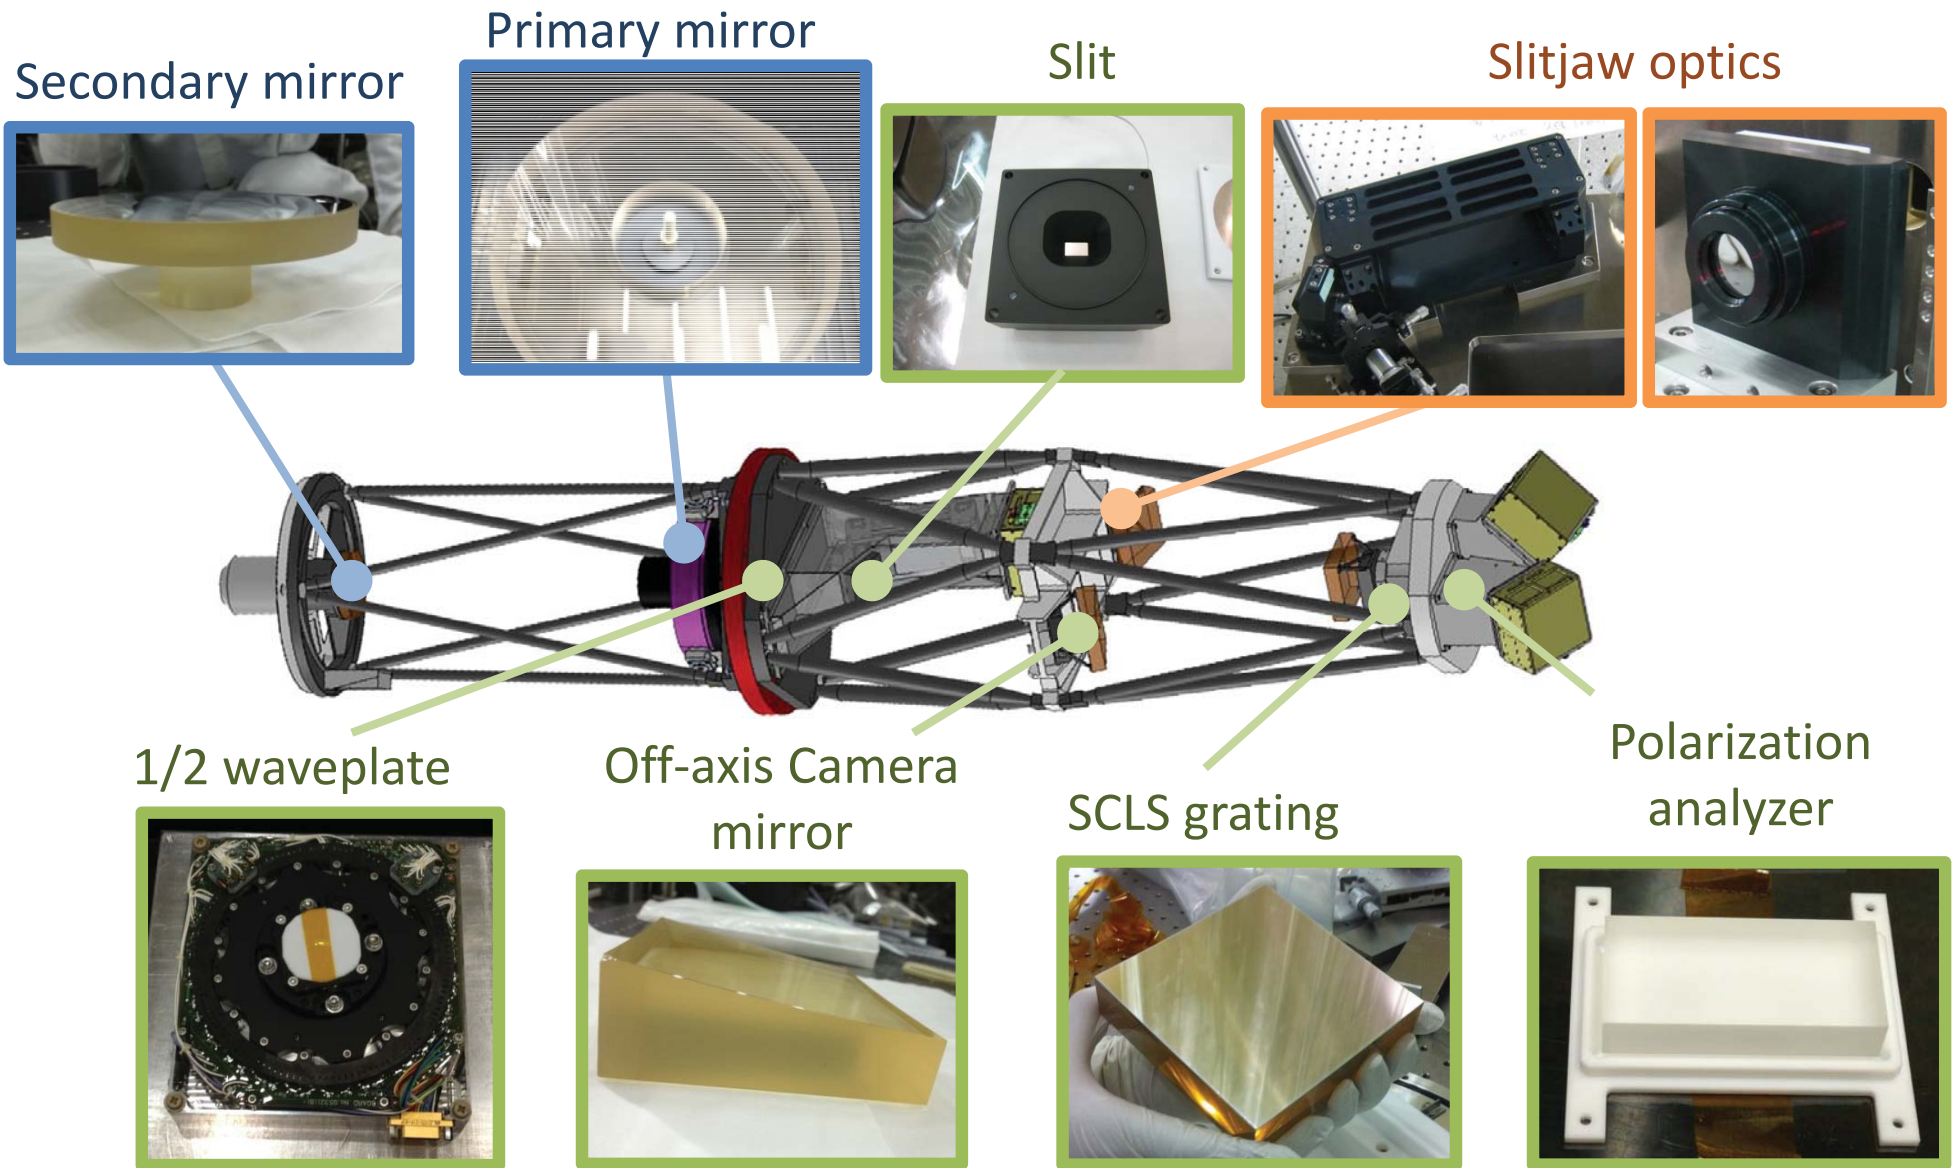 Secondary mirror
Primary mirror
Slit
Slitjaw optics
1/2 waveplate
Off-axis Camera
mirror
SCLS grating
Polarization
analyzer